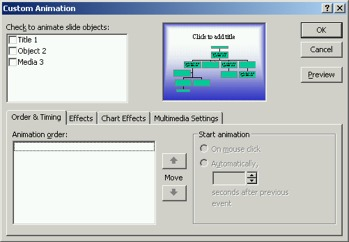 Custom Animation
Check to animate slide objects:
Title 1
Object 2
Media 3
Click to add title
OK
Cancel
Preview
Order & Timing
Effects
Chart Effects
Multimedia Settings
Animation order:
Move
Start animation
On mouse click
Automatically,
seconds after previous
event